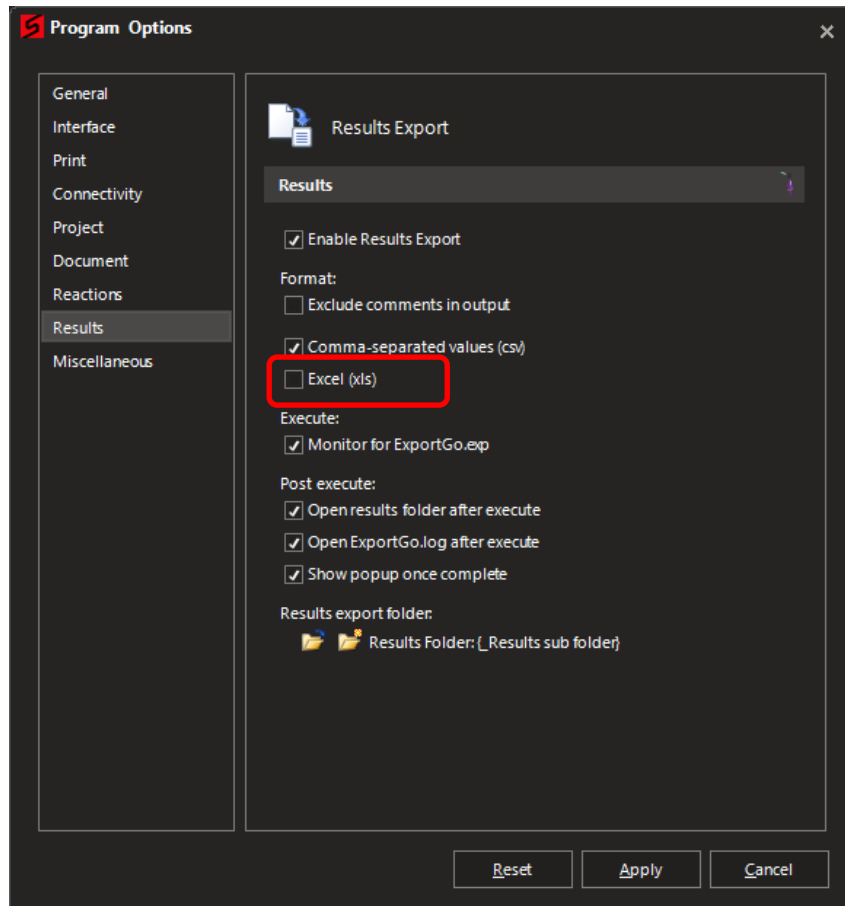 Program Options
General
Interface
Print
Connectivity
Project
Document
Reactions
Results
Miscellaneous
Results Export
Results
Enable Results Export
Format:
Exclude comments in output
Comma-separated values (csv)
Excel (xls)
Execute:
Monitor for ExportGo.exp
Post execute:
Open results folder after execute
Open ExportGo.log after execute
Show popup once complete
Results export folder:
Results Folder: {_Results sub folder}
Reset
Apply
Cancel